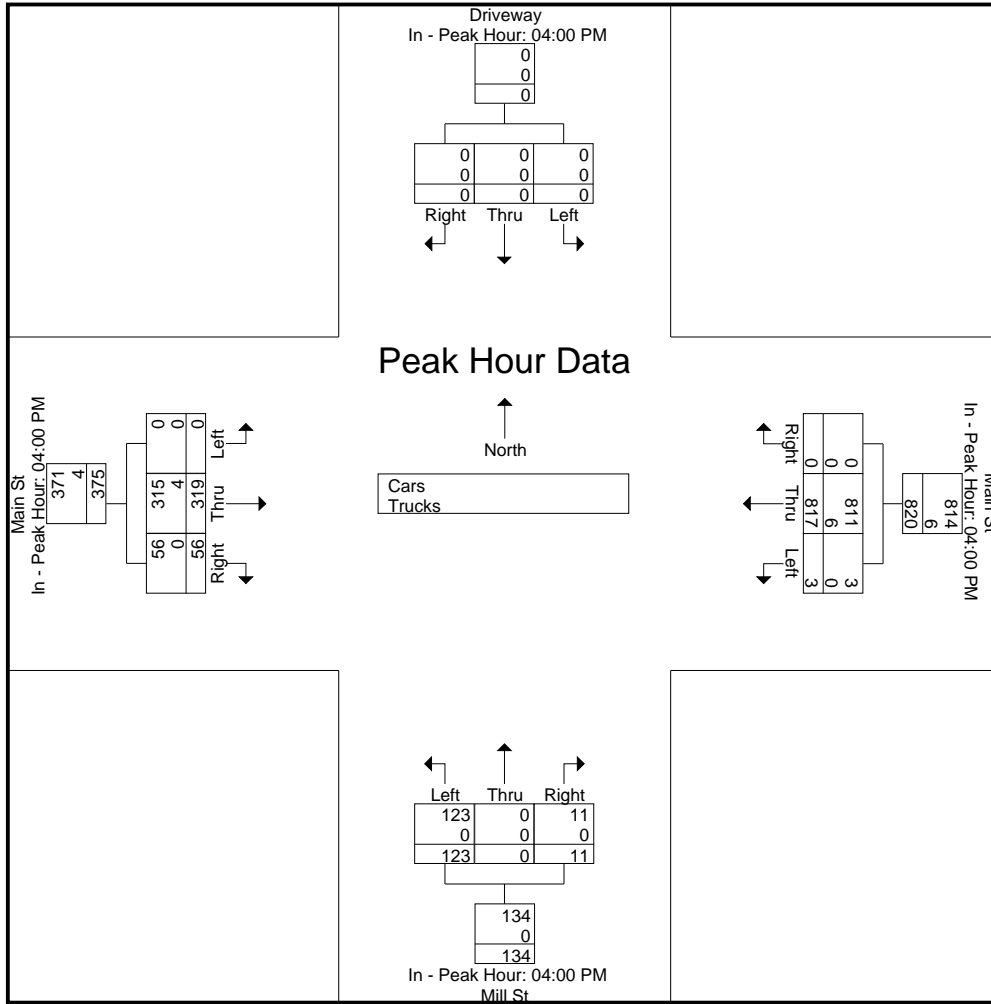 Driveway
In - Peak Hour: 04:00 PM
0
0
0
0 0 0
0 0 0
0 0 0
Right Thru Left
Peak Hour Data
North
Cars
Trucks
Main St
In - Peak Hour: 04:00 PM
371
4
375
0 0 0
Left
315 4 319
Thru
56 0 56
Right
Main St
In - Peak Hour: 04:00 PM
814
6
820
Right
0 0 0
Thru
811 6 817
Left
3 0 3
Left Thru Right
123 0 11
0 0 0
123 0 11
134
0
134
In - Peak Hour: 04:00 PM
Mill St